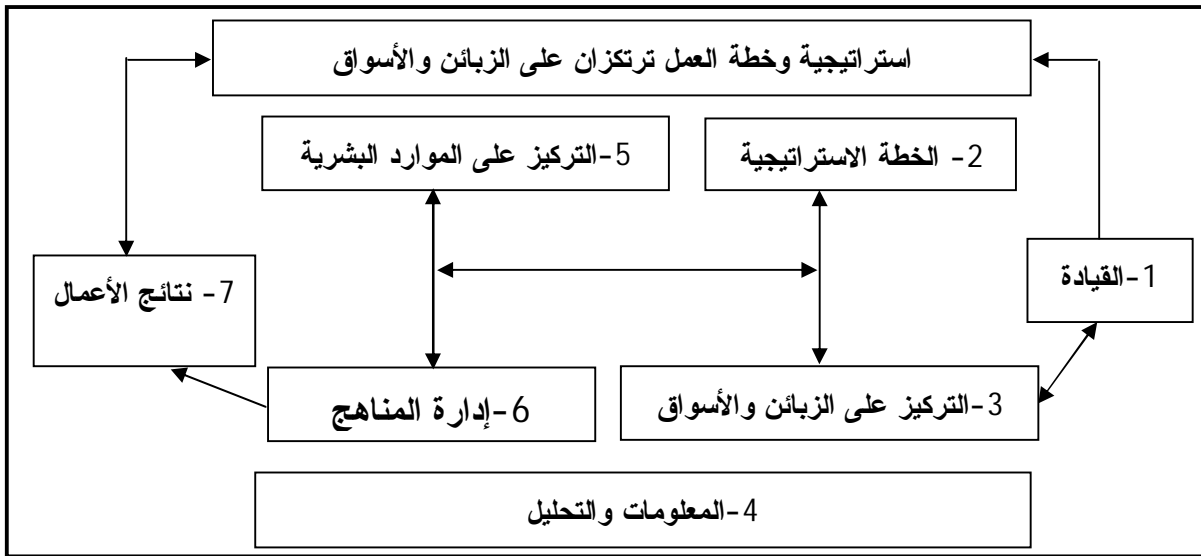 استراتيجية وخطة العمل ترتكزان على الزبائن والأسواق
2- الخطة الاستراتيجية
5-التركيز على الموارد البشرية
1-القيادة
7- نتائج الأعمال
3-التركيز على الزبائن والأسواق
6-إدارة المناهج
4-المعلومات والتحليل